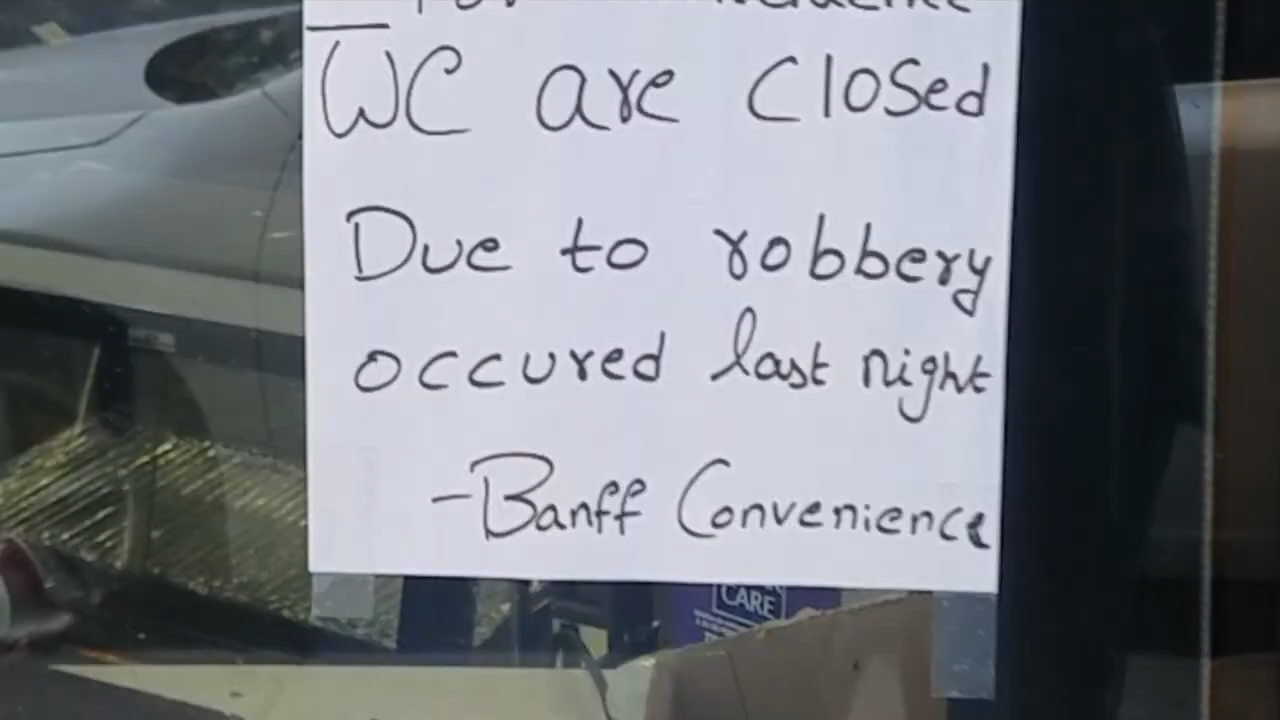 WC are closed
Due to robbery
occured last night
-Banff Convenience
CARE